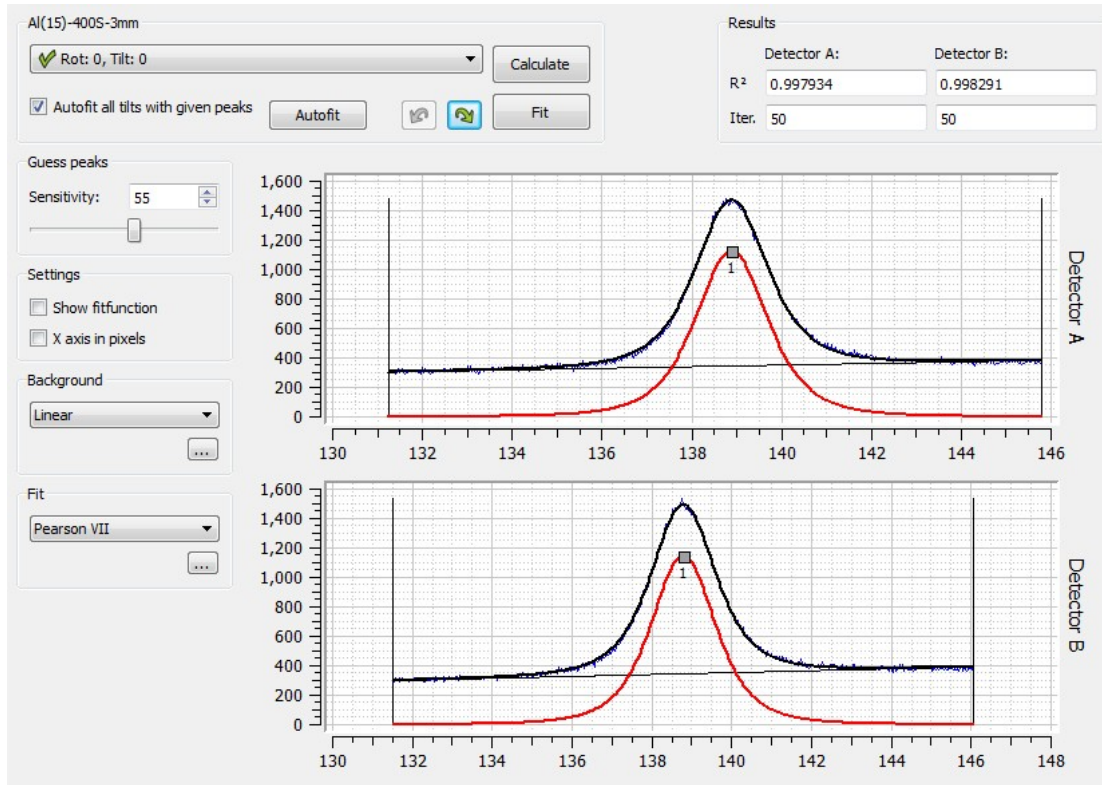 Al(15)-400S-3mm
Rot: 0, Tilt: 0
Calculate
Autofit all tilts with given peaks
Autofit
Fit
Results
Detector A:
Detector B:
R²
0.997934
0.998291
Iter.
50
50
Guess peaks
Sensitivity:
55
Settings
Show fitfunction
X axis in pixels
Background
Linear
...
Fit
Pearson VII
...
1,600
1,400
1,200
1,000
800
600
400
200
0
1
130 132 134 136 138 140 142 144 146
Detector A
1,600
1,400
1,200
1,000
800
600
400
200
0
1
130 132 134 136 138 140 142 144 146 148
Detector B